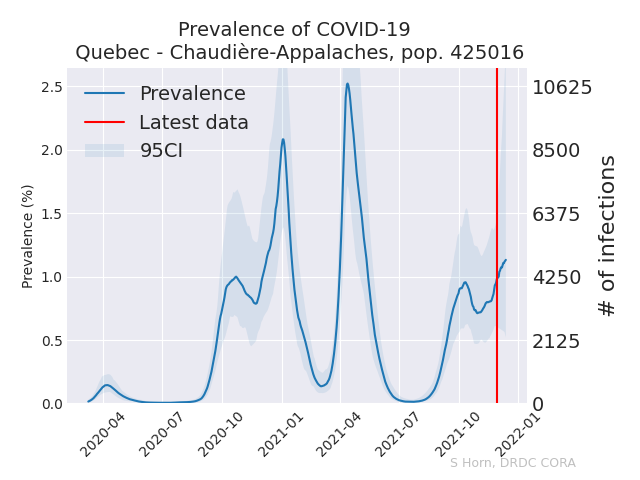 Prevalence of COVID-19
Quebec - Chaudière-Appalaches, pop. 425016
Prevalence
Latest data
95CI
Prevalence (%)
2.5
2.0
1.5
1.0
0.5
0.0
10625
8500
6375
4250
2125
0
# of infections
2020-04
2020-07
2020-10
2021-01
2021-04
2021-07
2021-10
2022-01
S Horn, DRDC CORA